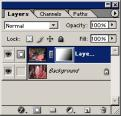 Layers Channels Paths
Normal Opacity: 100%
Lock: Fill: 100%
Laye...
Background